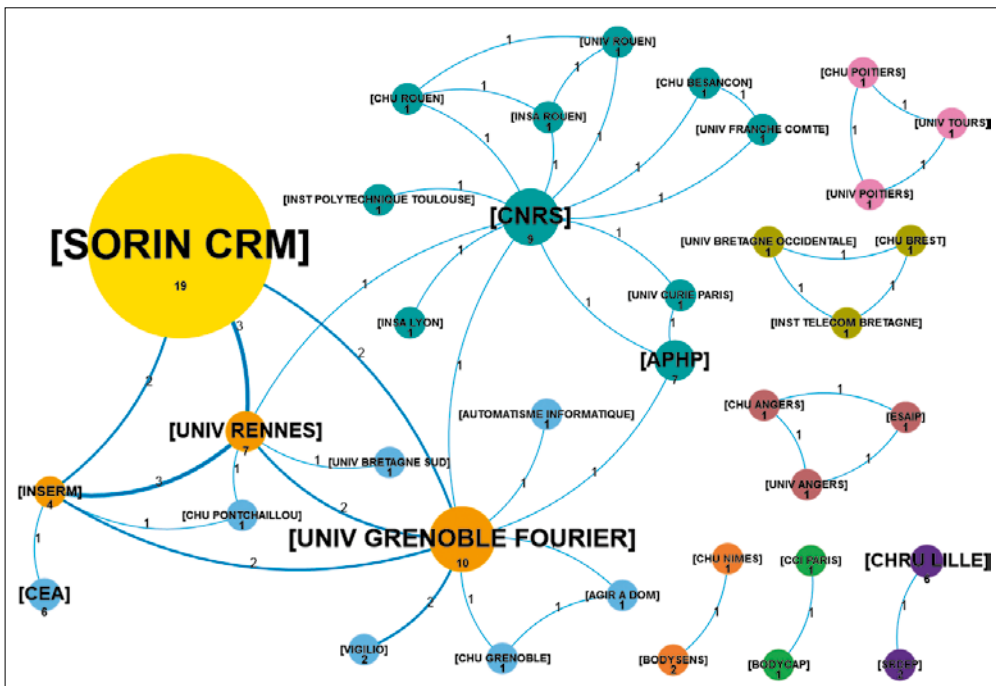 1
[UNIV ROUEN]
1
[CHU POITIERS]
1
[CHU BESANCON]
1
1
[CHU ROUEN]
1
1
[INSA ROUEN]
1
1
[UNIV FRANCHE COMTE]
1
1
[UNIV TOURS]
1
1
1
1
1
1
1
1
1
[INST POLYTECHNIQUE TOULOUSE]
1
[UNIV POITIERS]
1
[CNRS]
9
[SORIN CRM]
19
[UNIV BRETAGNE OCCIDENTALE]
1
1
[CHU BREST]
1
1
1
1
1
1
[UNIV CURIE PARIS]
1
1
[INSA LYON]
1
[INST TELECOM BRETAGNE]
1
3
1
1
2
[APHP]
7
2
1
[CHU ANGERS]
1
[ESAIP]
1
[AUTOMATISME INFORMATIQUE]
1
[UNIV RENNES]
7
1
1
1
[UNIV BRETAGNE SUD]
1
1
1
1
3
[INSERM]
4
[UNIV ANGERS]
1
1
2
[CHU PONTCHAILLOU]
1
1
[UNIV GRENOBLE FOURIER]
10
2
[CHU NIMES]
1
[CCI PARIS]
1
[CHRU LILLE]
6
[CEA]
6
[AGIR A DOM]
1
2
1
1
1
1
1
[VIGILIO]
2
[CHU GRENOBLE]
1
[BODYSENS]
2
[BODYCAP]
1
2